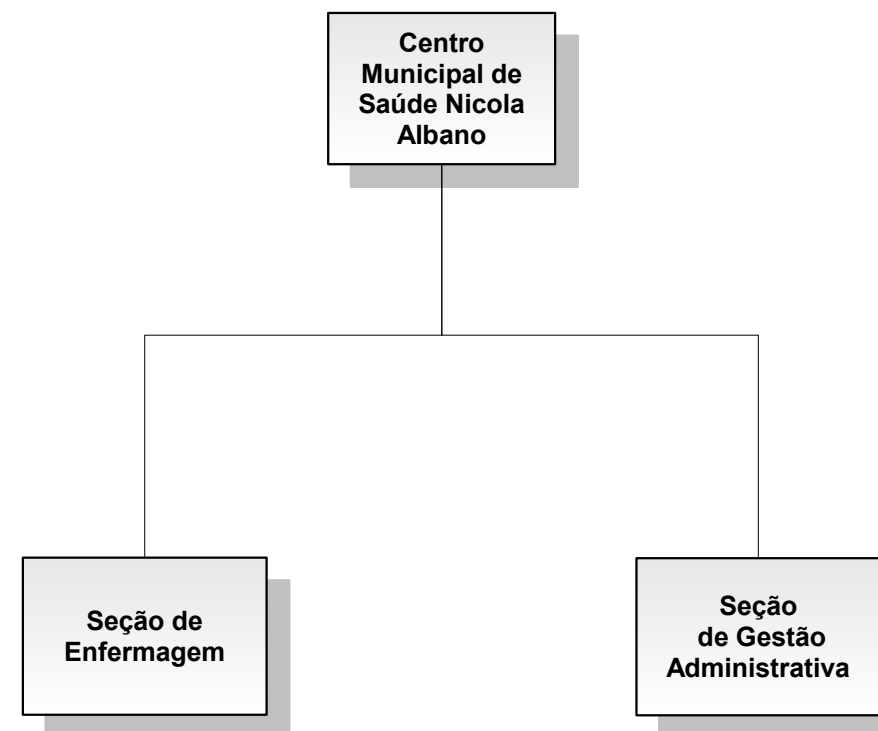 Centro
Municipal de
Saúde Nicola
Albano
Seção de
Enfermagem
Seção
de Gestão
Administrativa